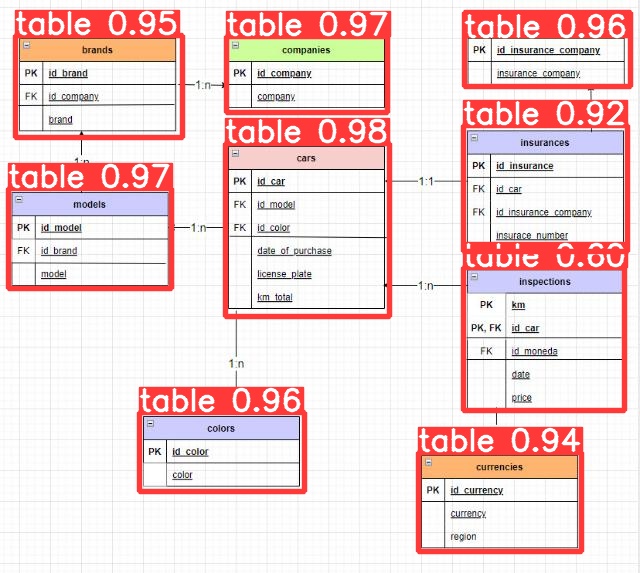 table 0.95
brands
PK id_brand
FK id_company
brand
table 0.97
companies
PK id_company
company
table 0.96
PK id_insurance_company
insurance_company
1:n
table 0.98
cars
PK id_car
FK id_model
FK id_color
date_of_purchase
license_plate
km_total
table 0.92
insurances
PK id_insurance
FK id_car
FK id_insurance_company
insurace_number
1:n
table 0.97
models
PK id_model
FK id_brand
model
1:n
1:1
table 0.60
inspections
PK km
PK, FK id_car
FK id_moneda
date
price
1:n
1:n
table 0.96
colors
PK id_color
color
table 0.94
currencies
PK id_currency
currency
region